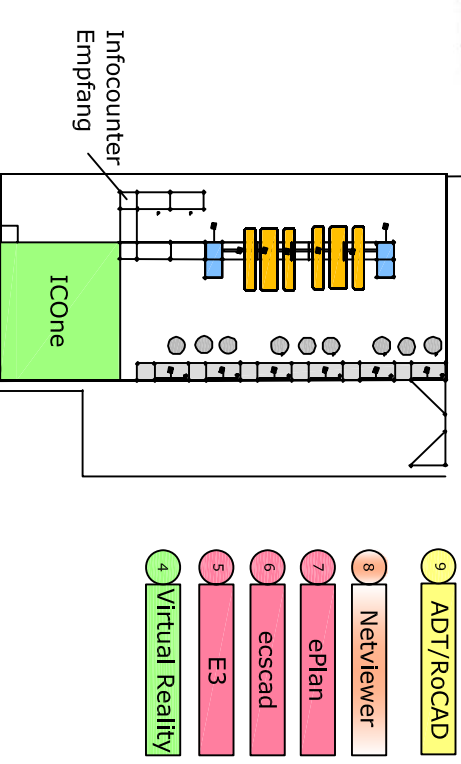 Infocounter
Empfang
ICOne
9 ADT/RoCAD
8 Netviewer
7 ePlan
6 ecscad
5 E3
4 Virtual Reality